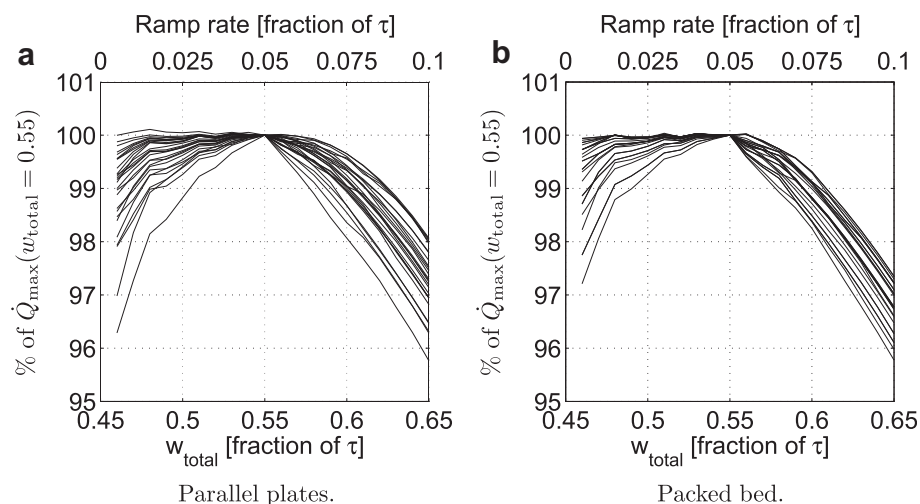 a
Ramp rate [fraction of τ]
0 0.025 0.05 0.075 0.1
101
100
99
98
97
96
95
% of Q̇max(wtotal = 0.55)
0.45 0.5 0.55 0.6 0.65
wtotal [fraction of τ]
Parallel plates.
b
Ramp rate [fraction of τ]
0 0.025 0.05 0.075 0.1
101
100
99
98
97
96
95
% of Q̇max(wtotal = 0.55)
0.45 0.5 0.55 0.6 0.65
wtotal [fraction of τ]
Packed bed.